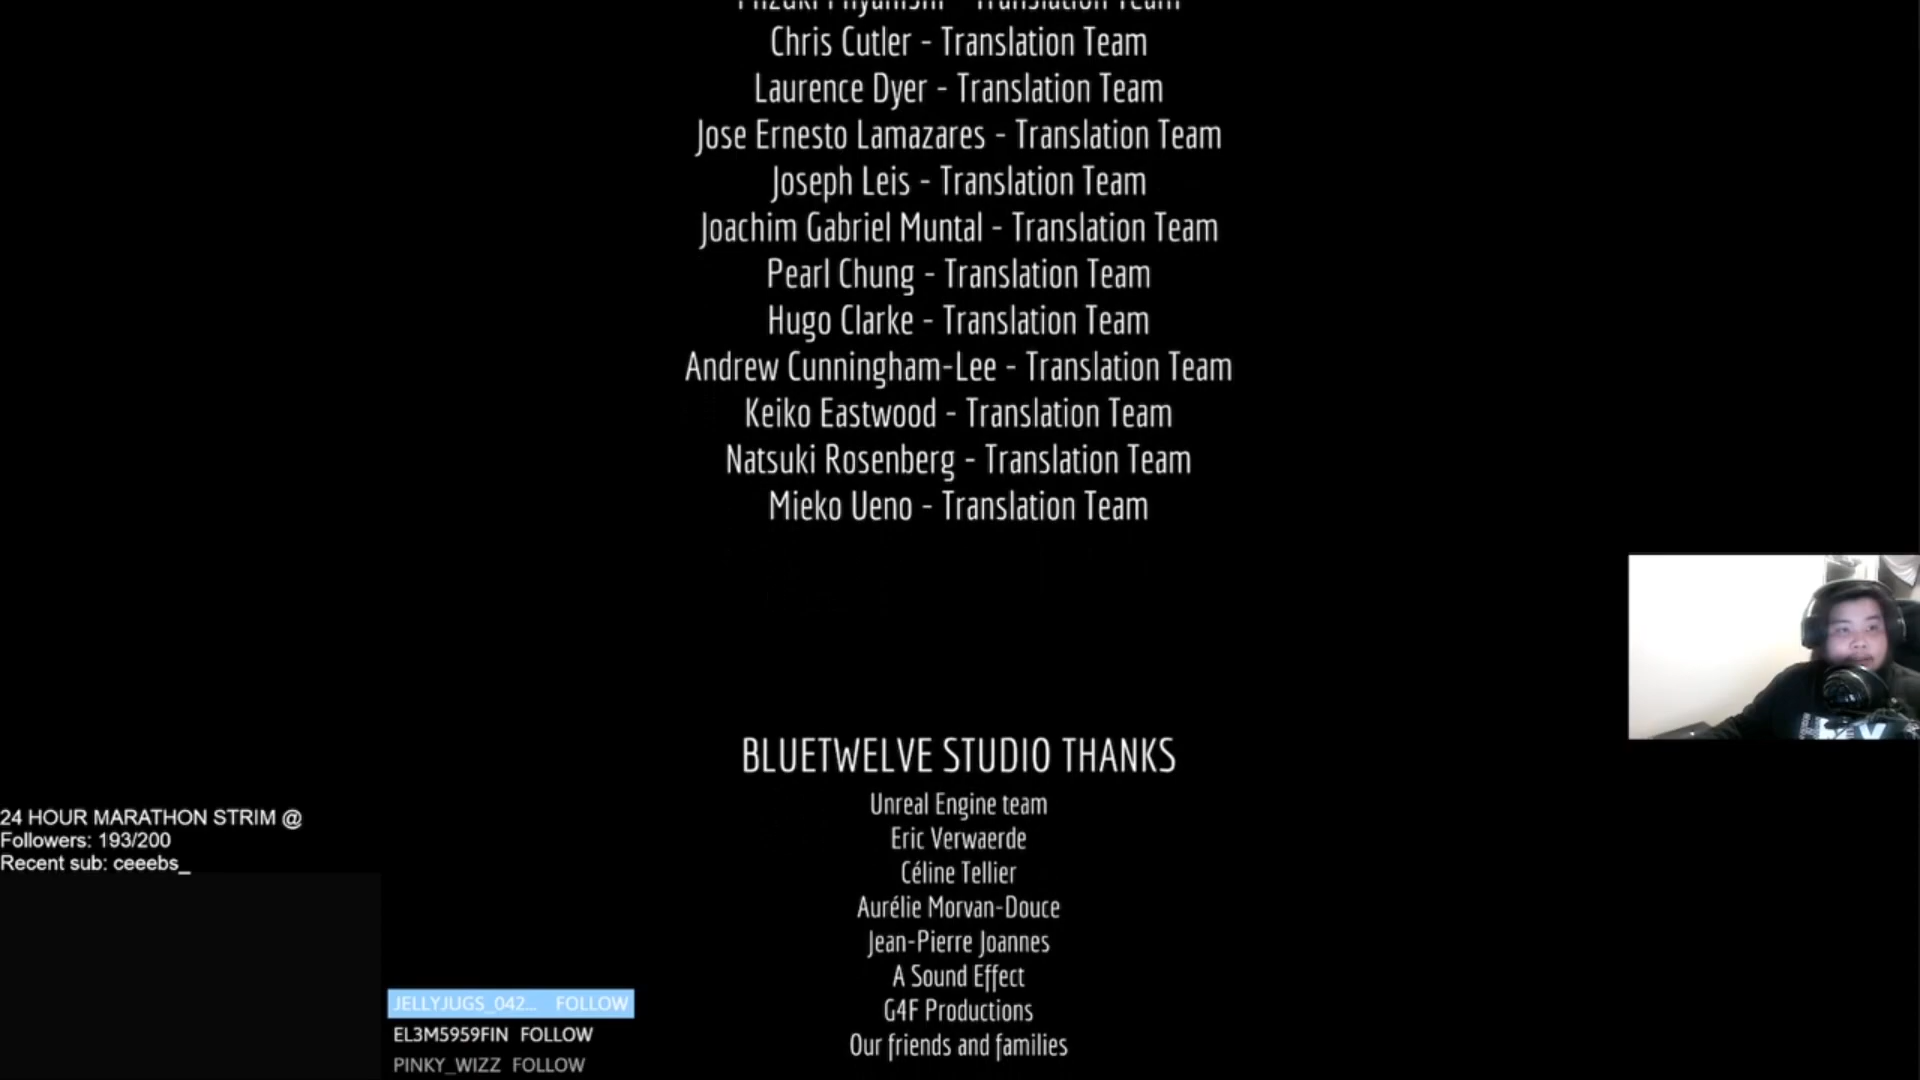 Chris Cutler - Translation Team
Laurence Dyer - Translation Team
Jose Ernesto Lamazares - Translation Team
Joseph Leis - Translation Team
Joachim Gabriel Muntal - Translation Team
Pearl Chung - Translation Team
Hugo Clarke - Translation Team
Andrew Cunningham-Lee - Translation Team
Keiko Eastwood - Translation Team
Natsuki Rosenberg - Translation Team
Mieko Ueno - Translation Team
BLUETWELVE STUDIO THANKS
Unreal Engine team
Eric Verwaerde
Céline Tellier
Aurélie Morvan-Douce
Jean-Pierre Joannes
A Sound Effect
G4F Productions
Our friends and families
24 HOUR MARATHON STRIM @
Followers: 193/200
Recent sub: ceeebs_
JELLYJUGS_042... FOLLOW
EL3M5959FIN FOLLOW
PINKY_WIZZ FOLLOW